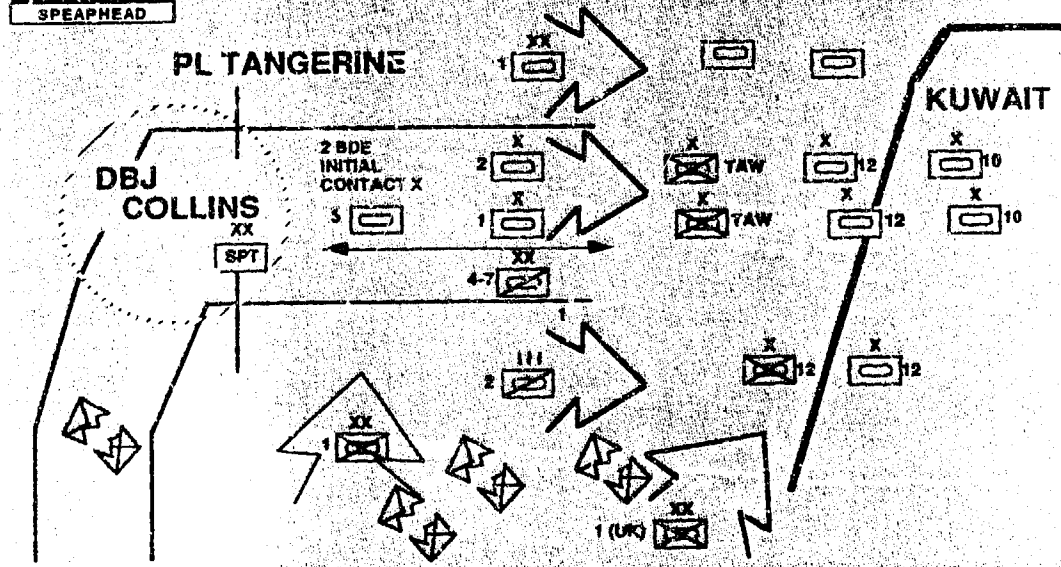 SPEAPHEAD
PL TANGERINE
XX
1
KUWAIT
2 BDE
INITIAL
CONTACT X
X
2
X
TAW
X
12
X
10
DBJ
COLLINS
3
X
1
X
TAW
X
12
X
10
XX
SPT
XX
4-7
1
III
2
X
12
X
12
XX
1
XX
1 (UK)